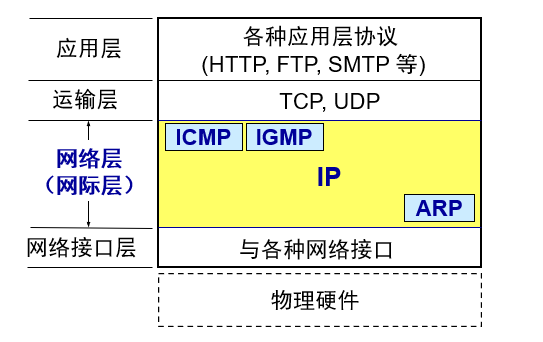 应用层
各种应用层协议
(HTTP, FTP, SMTP 等)
运输层
TCP, UDP
网络层
（网际层）
ICMP
IGMP
IP
ARP
网络接口层
与各种网络接口
物理硬件